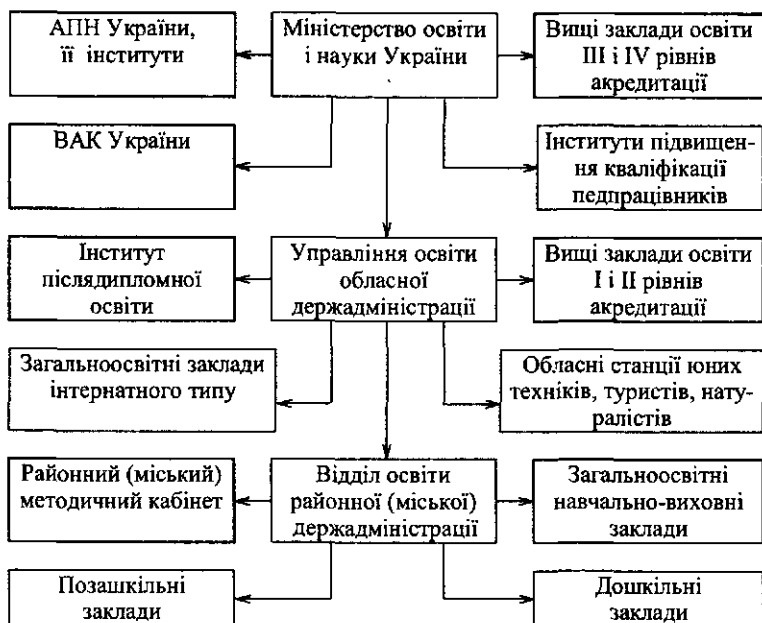 АПН України,
її інститути
Міністерство освіти
і науки України
Вищі заклади освіти
III і IV рівнів
акредитації
ВАК України
Інститути підвищен-
ня кваліфікації
педпрацівників
Інститут
післядипломної
освіти
Управління освіти
обласної
держадміністрації
Вищі заклади освіти
I і II рівнів
акредитації
Загальноосвітні заклади
інтернатного типу
Обласні станції юних
техніків, туристів, нату-
ралістів
Районний (міський)
методичний кабінет
Відділ освіти
районної (міської)
держадміністрації
Загальноосвітні
навчально-виховні
заклади
Позашкільні
заклади
Дошкільні
заклади